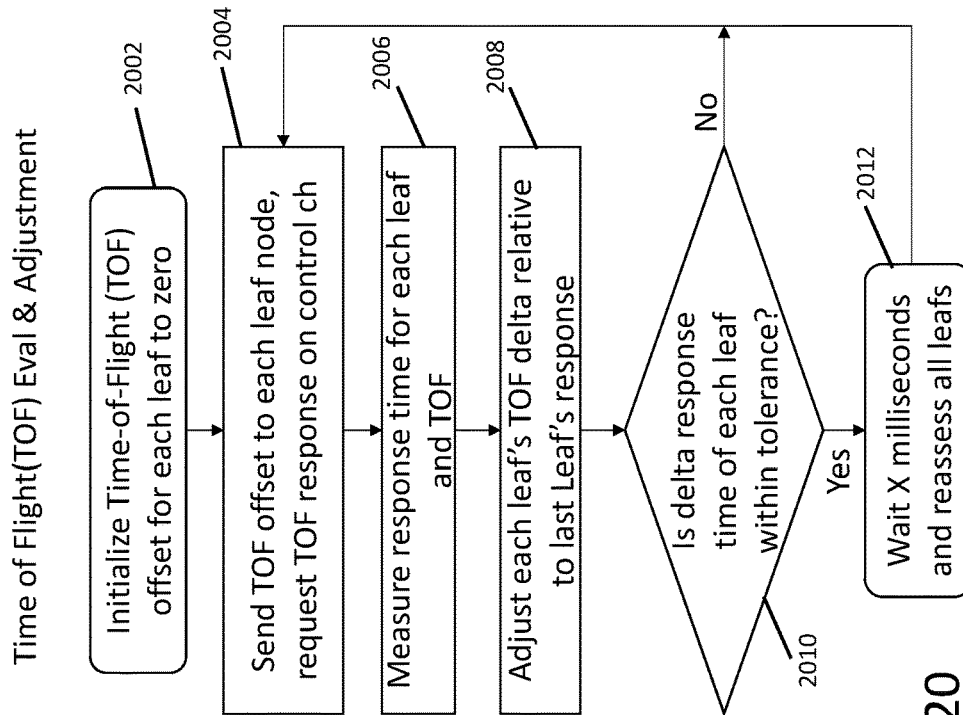 Time of Flight(TOF) Eval & Adjustment
2002
Initialize Time-of-Flight (TOF)
offset for each leaf to zero
2004
Send TOF offset to each leaf node,
request TOF response on control ch
2006
Measure response time for each leaf
and TOF
2008
Adjust each leaf's TOF delta relative
to last Leaf's response
Is delta response
time of each leaf
within tolerance?
No
2010
Yes
2012
Wait X milliseconds
and reassess all leafs
20